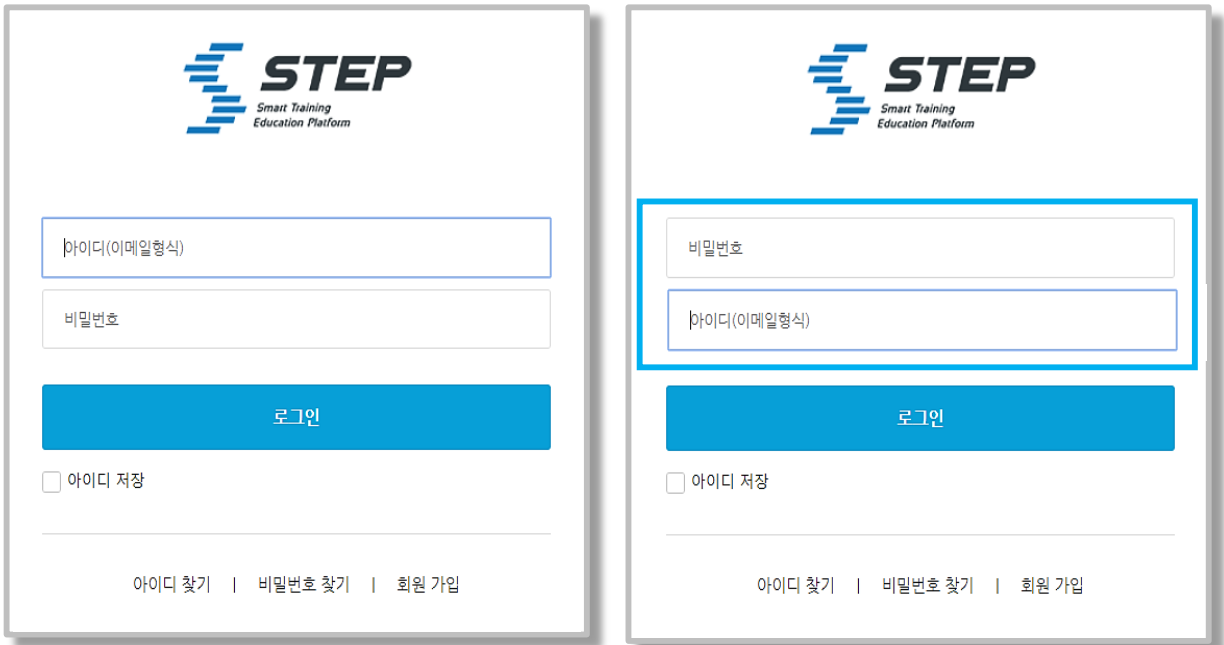 STEP
Smart Training
Education Platform
아이디(이메일형식)
비밀번호
로그인
아이디 저장
아이디 찾기 | 비밀번호 찾기 | 회원 가입
STEP
Smart Training
Education Platform
비밀번호
아이디(이메일형식)
로그인
아이디 저장
아이디 찾기 | 비밀번호 찾기 | 회원 가입